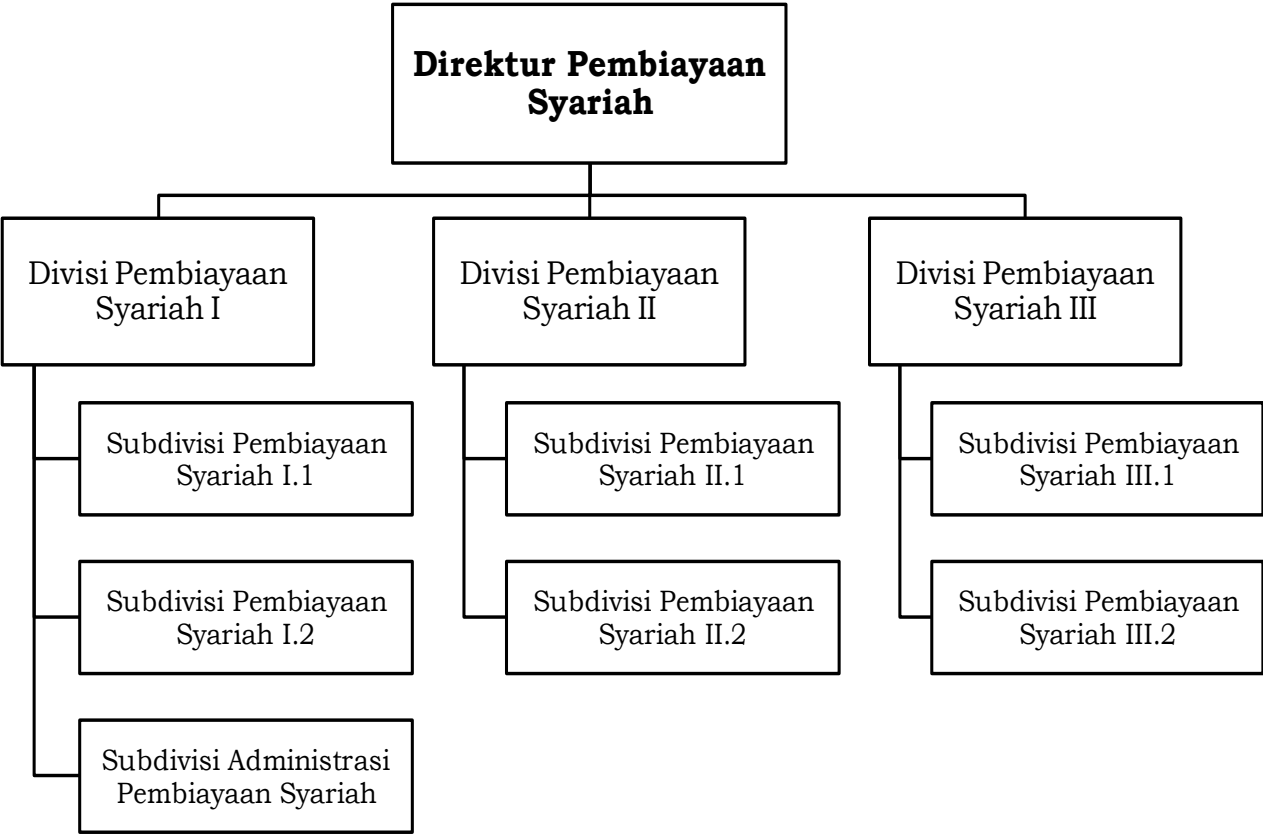 Direktur Pembiayaan
Syariah
Divisi Pembiayaan
Syariah I
Divisi Pembiayaan
Syariah II
Divisi Pembiayaan
Syariah III
Subdivisi Pembiayaan
Syariah I.1
Subdivisi Pembiayaan
Syariah II.1
Subdivisi Pembiayaan
Syariah III.1
Subdivisi Pembiayaan
Syariah I.2
Subdivisi Pembiayaan
Syariah II.2
Subdivisi Pembiayaan
Syariah III.2
Subdivisi Administrasi
Pembiayaan Syariah